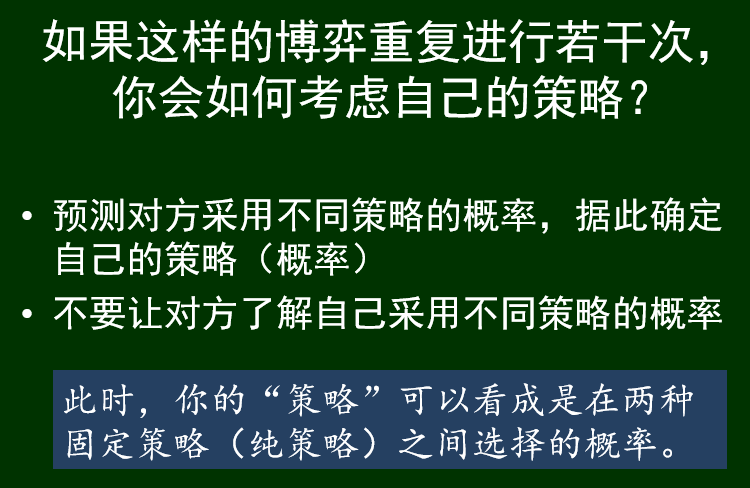 如果这样的博弈重复进行若干次，
你会如何考虑自己的策略？
• 预测对方采用不同策略的概率，据此确定
自己的策略（概率）
• 不要让对方了解自己采用不同策略的概率
此时，你的“策略”可以看成是在两种
固定策略（纯策略）之间选择的概率。